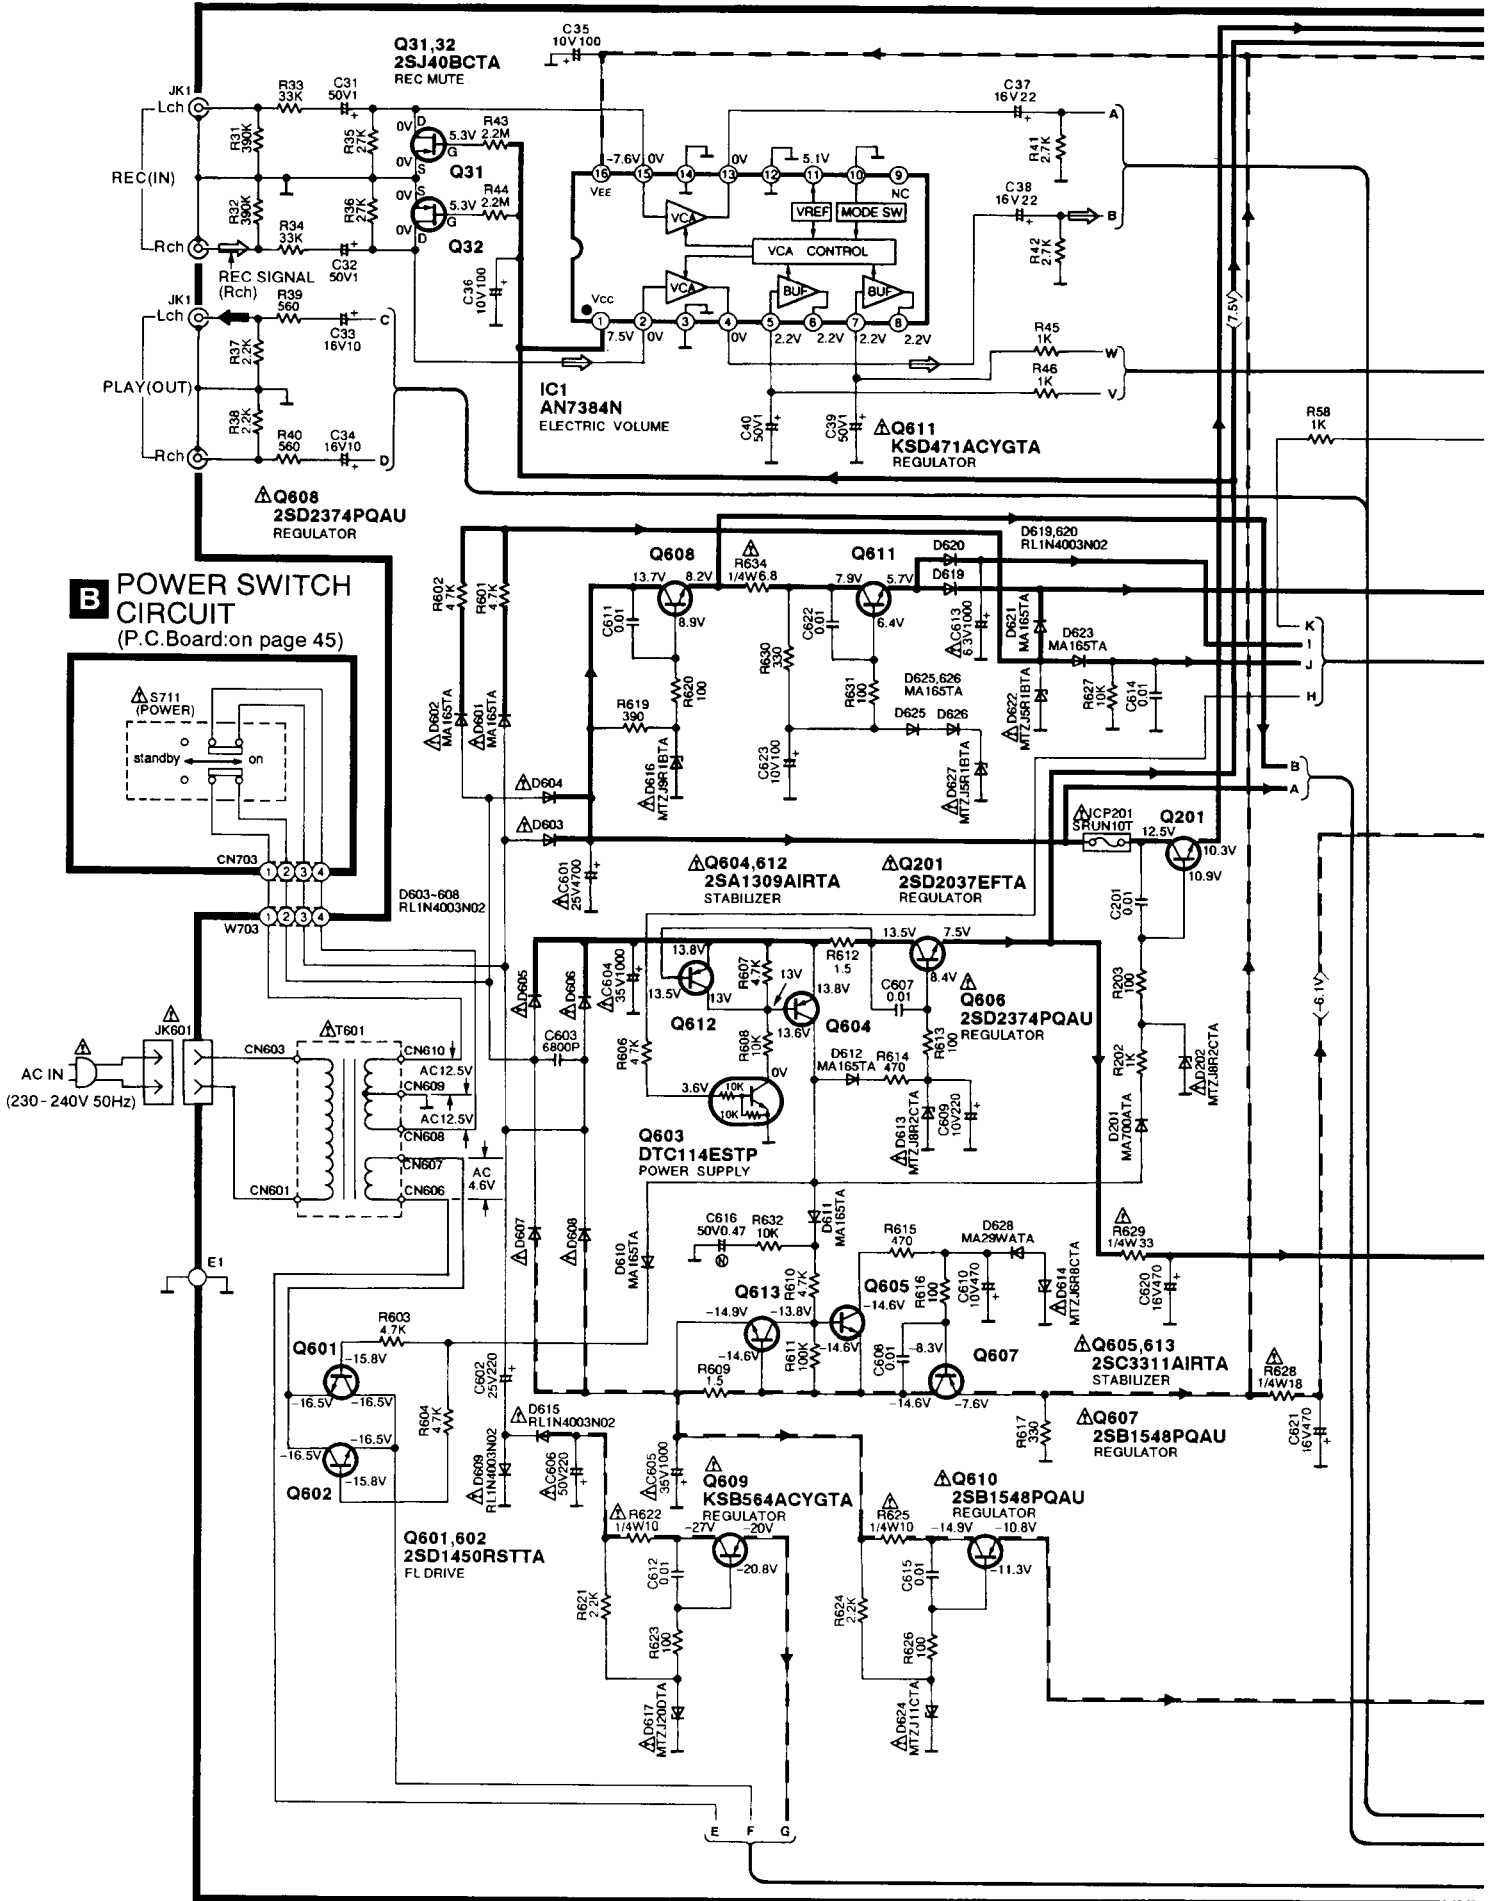 C35
10V100
Q31,32
2SJ40BCTA
REC MUTE
JK1
Lch
R33
33K
C31
50V1
+
R31
390K
R35
27K
0V
D
5.3V
G
R43
2.2M
0V
S
Q31
REC(IN)
R32
390K
R36
27K
S
0V
5.3V
G
R44
2.2M
0V
D
Q32
Rch
R34
33K
C32
50V1
+
REC SIGNAL
(Rch)
C36
10V100
+
-7.6V
0V
0V
5.1V
16
15
14
13
12
11
10
9
VEE
NC
VCA
VREF
MODE SW
VCA CONTROL
VCA
BUF
BUF
Vcc
1
2
3
4
5
6
7
8
7.5V
0V
0V
2.2V
2.2V
2.2V
2.2V
IC1
AN7384N
ELECTRIC VOLUME
C37
16V22
+
A
R41
2.7K
C38
16V22
+
B
R42
2.7K
7.5V
R45
1K
W
R46
1K
V
C40
50V1
+
C39
50V1
+
R58
1K
JK1
Lch
R39
560
C33
16V10
+
C
R37
2.2K
PLAY(OUT)
R38
2.2K
Rch
R40
560
C34
16V10
+
D
Q611
KSD471ACYGTA
REGULATOR
Q608
2SD2374PQAU
REGULATOR
B POWER SWITCH
CIRCUIT
(P.C.Board:on page 45)
S711
(POWER)
standby
on
CN703
1 2 3 4
1 2 3 4
W703
D603~608
RL1N4003N02
R602
4.7K
R601
4.7K
D602
MA165TA
D601
MA165TA
D604
D603
C601
25V4700
+
Q608
13.7V
8.2V
8.9V
C611
0.01
R620
100
R619
390
D616
MTZJ9R1BTA
R634
1/4W6.8
R630
330
C622
0.01
Q611
7.9V
5.7V
6.4V
R631
100
C623
10V100
+
D625,626
MA165TA
D625
D626
D627
MTZJ5R1BTA
D620
D619
D619,620
RL1N4003N02
C613
6.3V1000
+
D621
MA165TA
D623
MA165TA
D622
MTZJ5R1BTA
R627
10K
C614
0.01
K
I
J
H
B
A
ICP201
SRUN10T
12.5V
Q201
10.3V
10.9V
C201
0.01
R203
100
R202
1K
D202
MTZJ8R2CTA
D201
MA700ATA
Q604,612
2SA1309AIRTA
STABILIZER
Q201
2SD2037EFTA
REGULATOR
D605
D606
C604
35V1000
+
C603
6800P
13.8V
13.5V
13V
Q612
R607
4.7K
13V
R606
4.7K
R608
10K
13.8V
Q604
13.6V
R612
1.5
13.5V
7.5V
8.4V
C607
0.01
Q606
2SD2374PQAU
REGULATOR
R613
100
D612
MA165TA
R614
470
D613
MTZJ8R2CTA
C609
10V220
+
3.6V
10K
10K
0V
Q603
DTC114ESTP
POWER SUPPLY
-6.1V
AC IN
(230-240V 50Hz)
JK601
CN603
T601
CN610
AC12.5V
CN609
AC12.5V
CN608
CN607
AC
4.6V
CN606
CN601
E1
D607
D608
D610
MA165TA
C616
50V0.47
N
R632
10K
D611
MA165TA
R610
4.7K
Q613
-14.9V
-13.8V
-14.6V
R611
100K
R609
1.5
Q605
-14.6V
-14.6V
R615
470
R616
100
C610
10V470
+
D628
MA29WATA
D614
MTZJ6R8CTA
C608
0.01
-8.3V
Q607
-14.6V
-7.6V
R617
330
R629
1/4W33
C620
16V470
+
Q605,613
2SC3311AIRTA
STABILIZER
R628
1/4W18
C621
16V470
+
Q607
2SB1548PQAU
REGULATOR
R603
4.7K
Q601
-15.8V
-16.5V
-16.5V
R604
4.7K
-16.5V
-16.5V
-15.8V
Q602
C602
25V220
+
D615
RL1N4003N02
D609
RL1N4003N02
C606
50V220
+
C605
35V1000
+
Q601,602
2SD1450RSTTA
FL DRIVE
Q609
KSB564ACYGTA
REGULATOR
R622
1/4W10
-27V
-20V
-20.8V
C612
0.01
R621
2.2K
R623
100
D617
MTZJ20DTA
Q610
2SB1548PQAU
REGULATOR
R625
1/4W10
-14.9V
-10.8V
-11.3V
C615
0.01
R624
2.2K
R626
100
D624
MTZJ11CTA
E F G